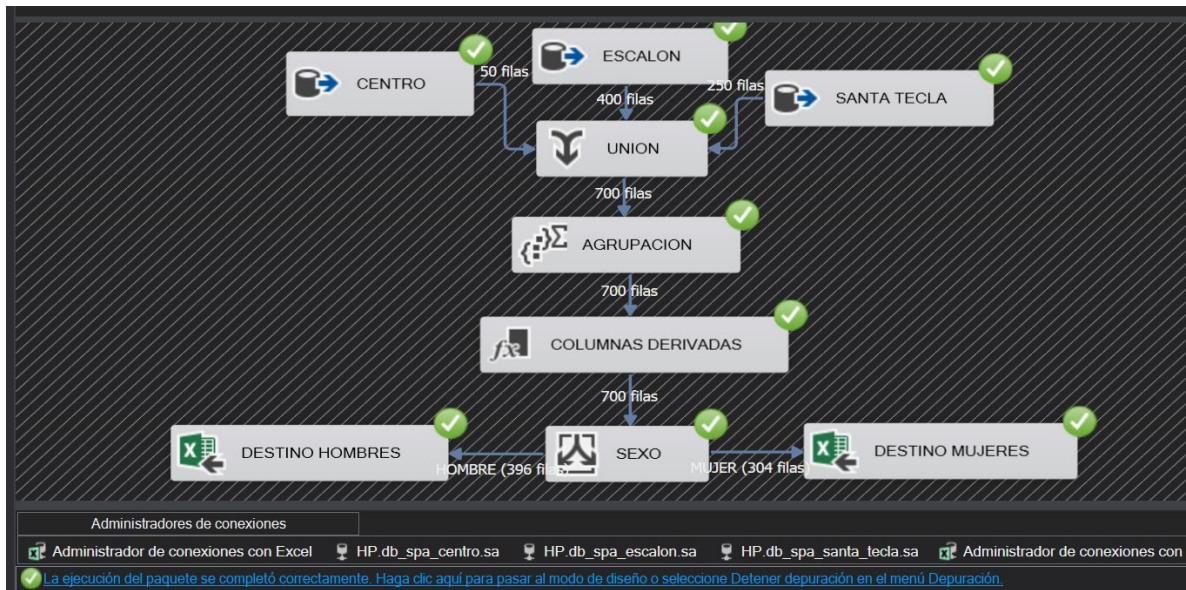 ESCALON
CENTRO
50 filas
250 filas
SANTA TECLA
400 filas
UNION
700 filas
AGRUPACION
700 filas
COLUMNAS DERIVADAS
700 filas
DESTINO HOMBRES
HOMBRE (396 filas)
SEXO
MUJER (304 filas)
DESTINO MUJERES
Administradores de conexiones
Administrador de conexiones con Excel HP.db_spa_centro.sa HP.db_spa_escalon.sa HP.db_spa_santa_tecla.sa Administrador de conexiones con
La ejecución del paquete se completó correctamente. Haga clic aquí para pasar al modo de diseño o seleccione Detener depuración en el menú Depuración.